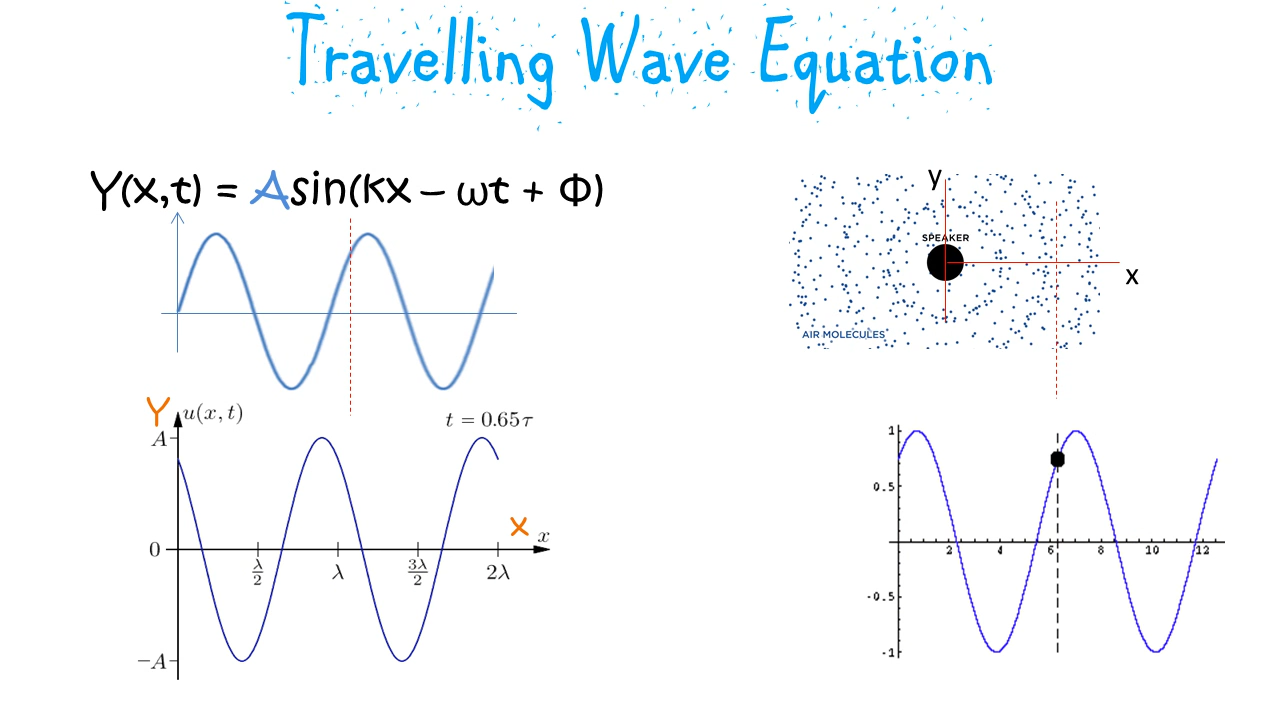 Travelling Wave Equation
Y(x,t) = Asin(kx – ωt + Φ)
y
SPEAKER
x
AIR MOLECULES
Y u(x, t)
t = 0.65τ
A
0
−A
λ/2
λ
3λ/2
2λ
X x
1
0.5
-0.5
-1
2 4 6 8 10 12